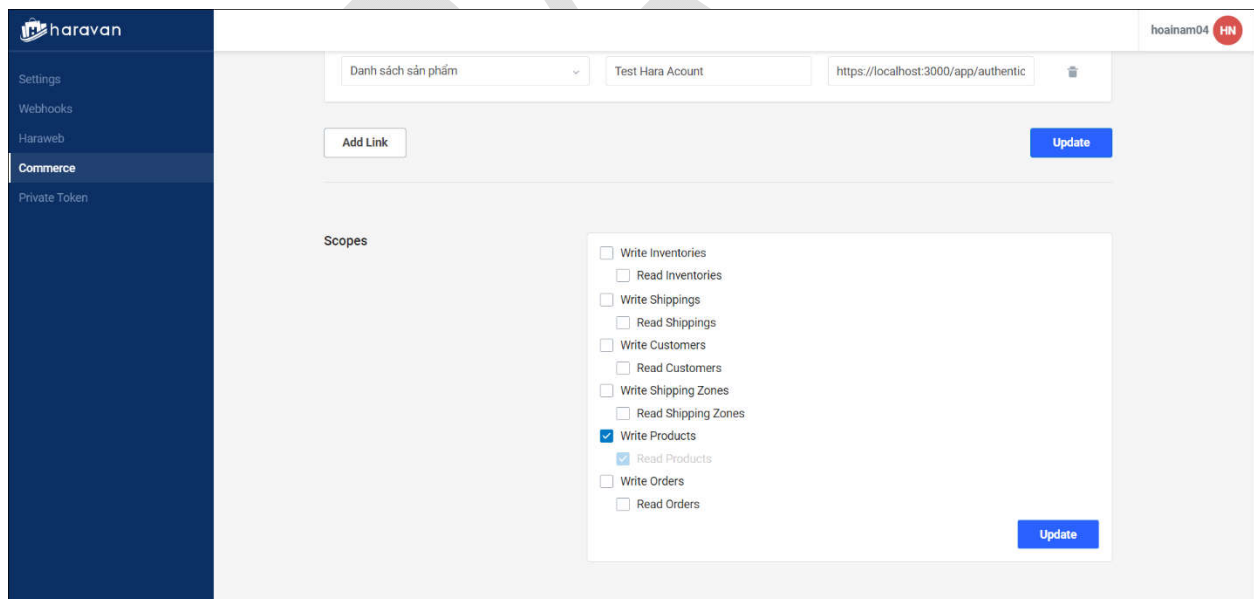 haravan
hoainam04 HN
Settings
Webhooks
Haraweb
Commerce
Private Token
Danh sách sản phẩm Test Hara Acount https://localhost:3000/app/authentic
Add Link Update
Scopes
Write Inventories
Read Inventories
Write Shippings
Read Shippings
Write Customers
Read Customers
Write Shipping Zones
Read Shipping Zones
Write Products
Read Products
Write Orders
Read Orders
Update